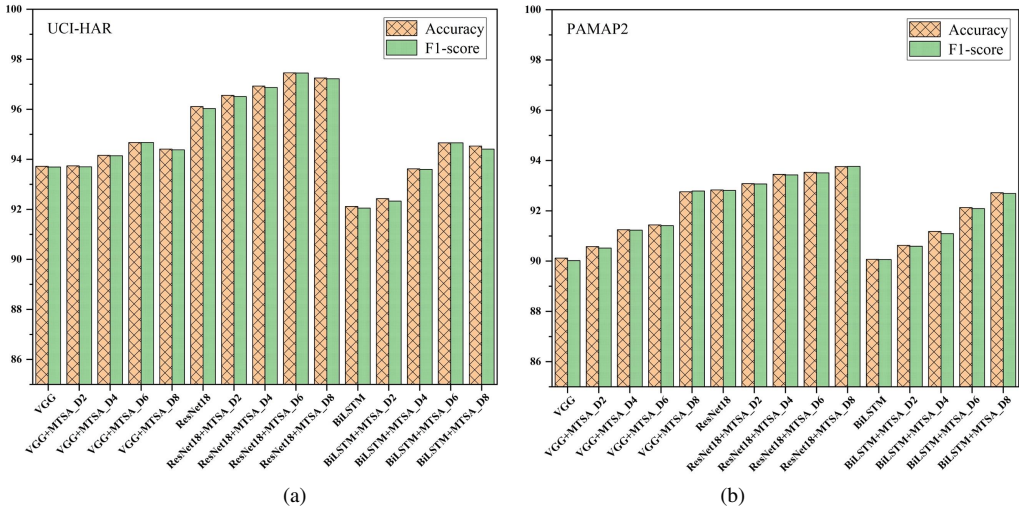 UCI-HAR
Accuracy
F1-score
100
98
96
94
92
90
88
86
VGG
VGG+MTSA_D2
VGG+MTSA_D4
VGG+MTSA_D6
VGG+MTSA_D8
ResNet18
ResNet18+MTSA_D2
ResNet18+MTSA_D4
ResNet18+MTSA_D6
ResNet18+MTSA_D8
BiLSTM
BiLSTM+MTSA_D2
BiLSTM+MTSA_D4
BiLSTM+MTSA_D6
BiLSTM+MTSA_D8
(a)
PAMAP2
Accuracy
F1-score
100
98
96
94
92
90
88
86
VGG
VGG+MTSA_D2
VGG+MTSA_D4
VGG+MTSA_D6
VGG+MTSA_D8
ResNet18
ResNet18+MTSA_D2
ResNet18+MTSA_D4
ResNet18+MTSA_D6
ResNet18+MTSA_D8
BiLSTM
BiLSTM+MTSA_D2
BiLSTM+MTSA_D4
BiLSTM+MTSA_D6
BiLSTM+MTSA_D8
(b)